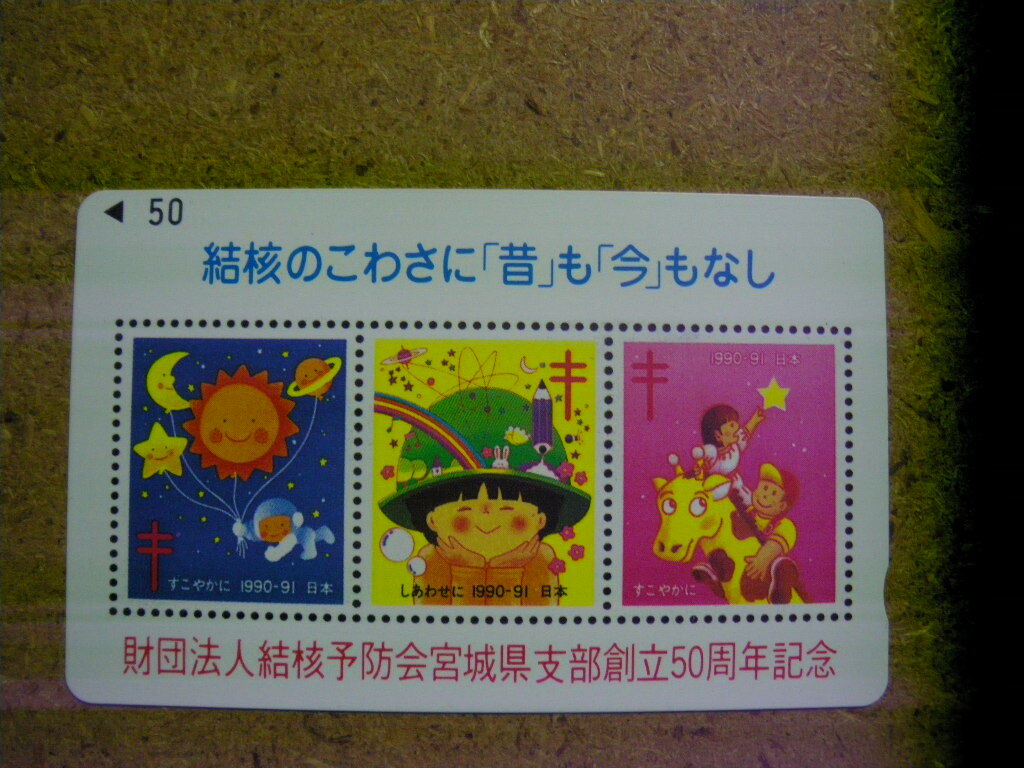 ◀ 50
結核のこわさに「昔」も「今」もなし
すこやかに 1990-91 日本
しあわせに 1990-91 日本
1990-91 日本
すこやかに
財団法人結核予防会宮城県支部創立50周年記念